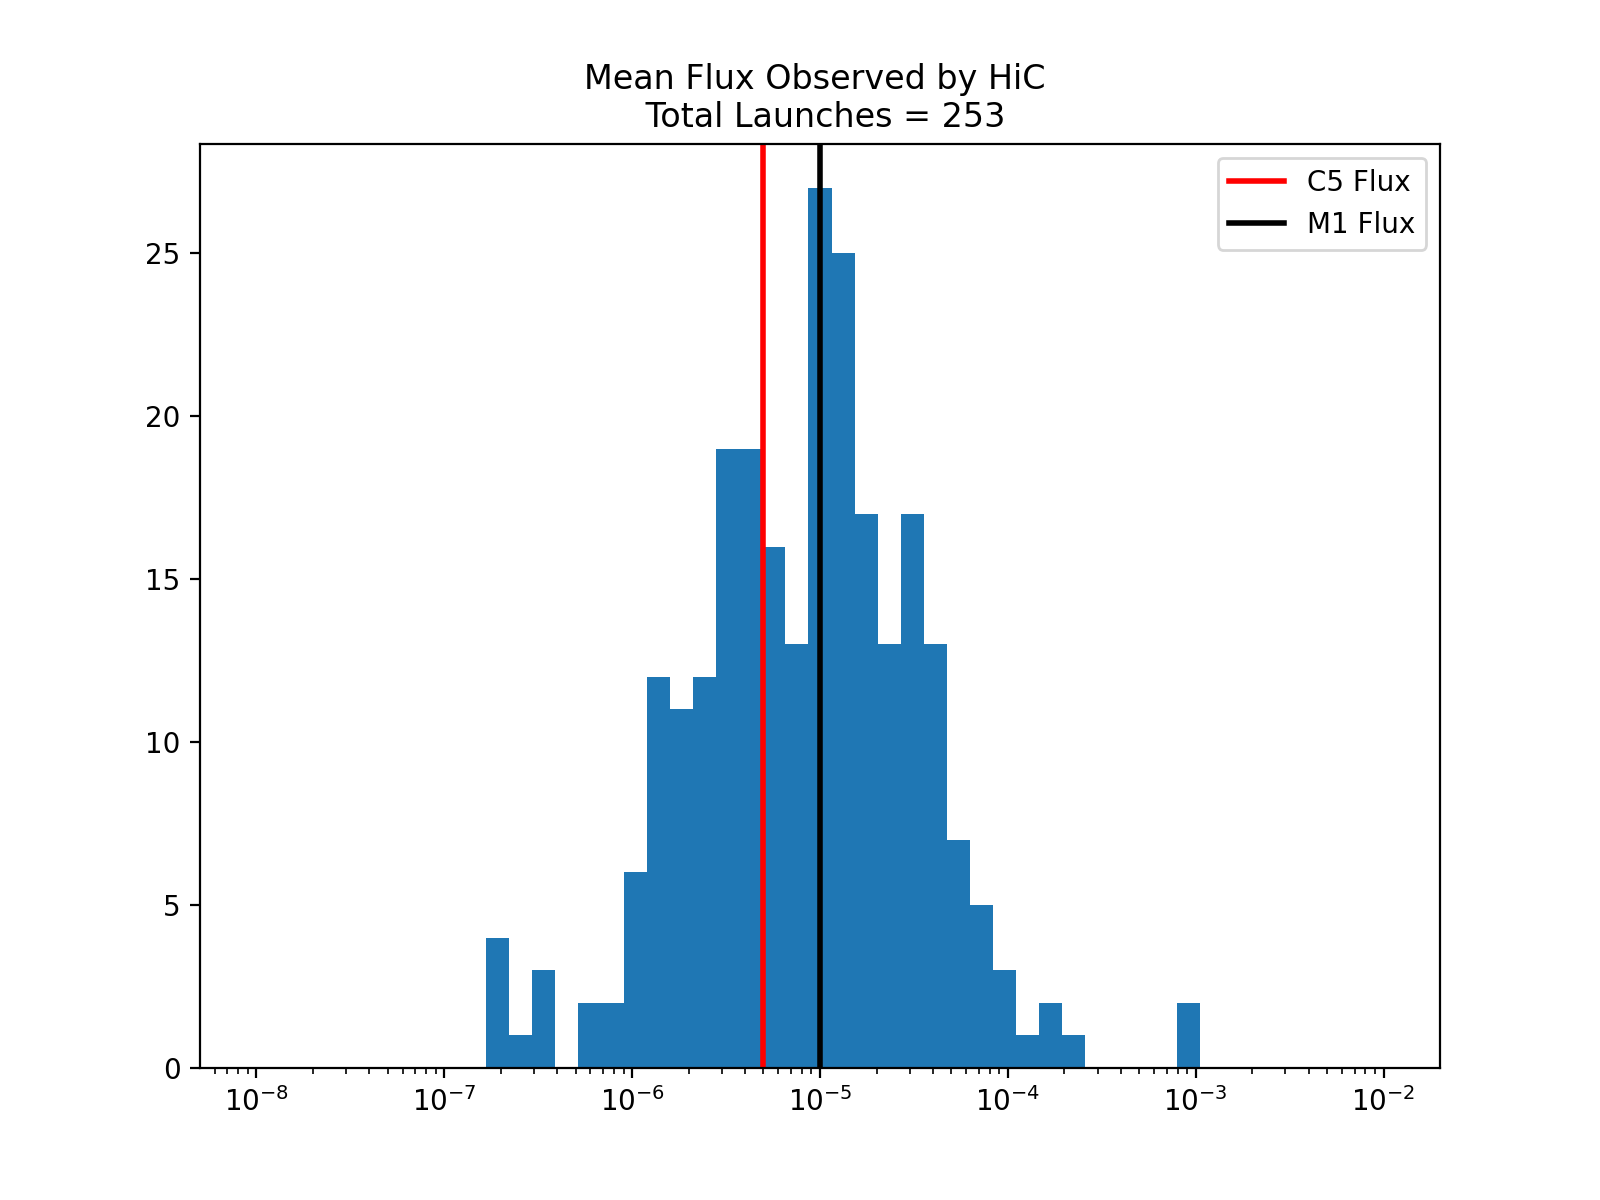 Mean Flux Observed by HiC
Total Launches = 253
C5 Flux
M1 Flux
25
20
15
10
5
0
10⁻⁸ 10⁻⁷ 10⁻⁶ 10⁻⁵ 10⁻⁴ 10⁻³ 10⁻²